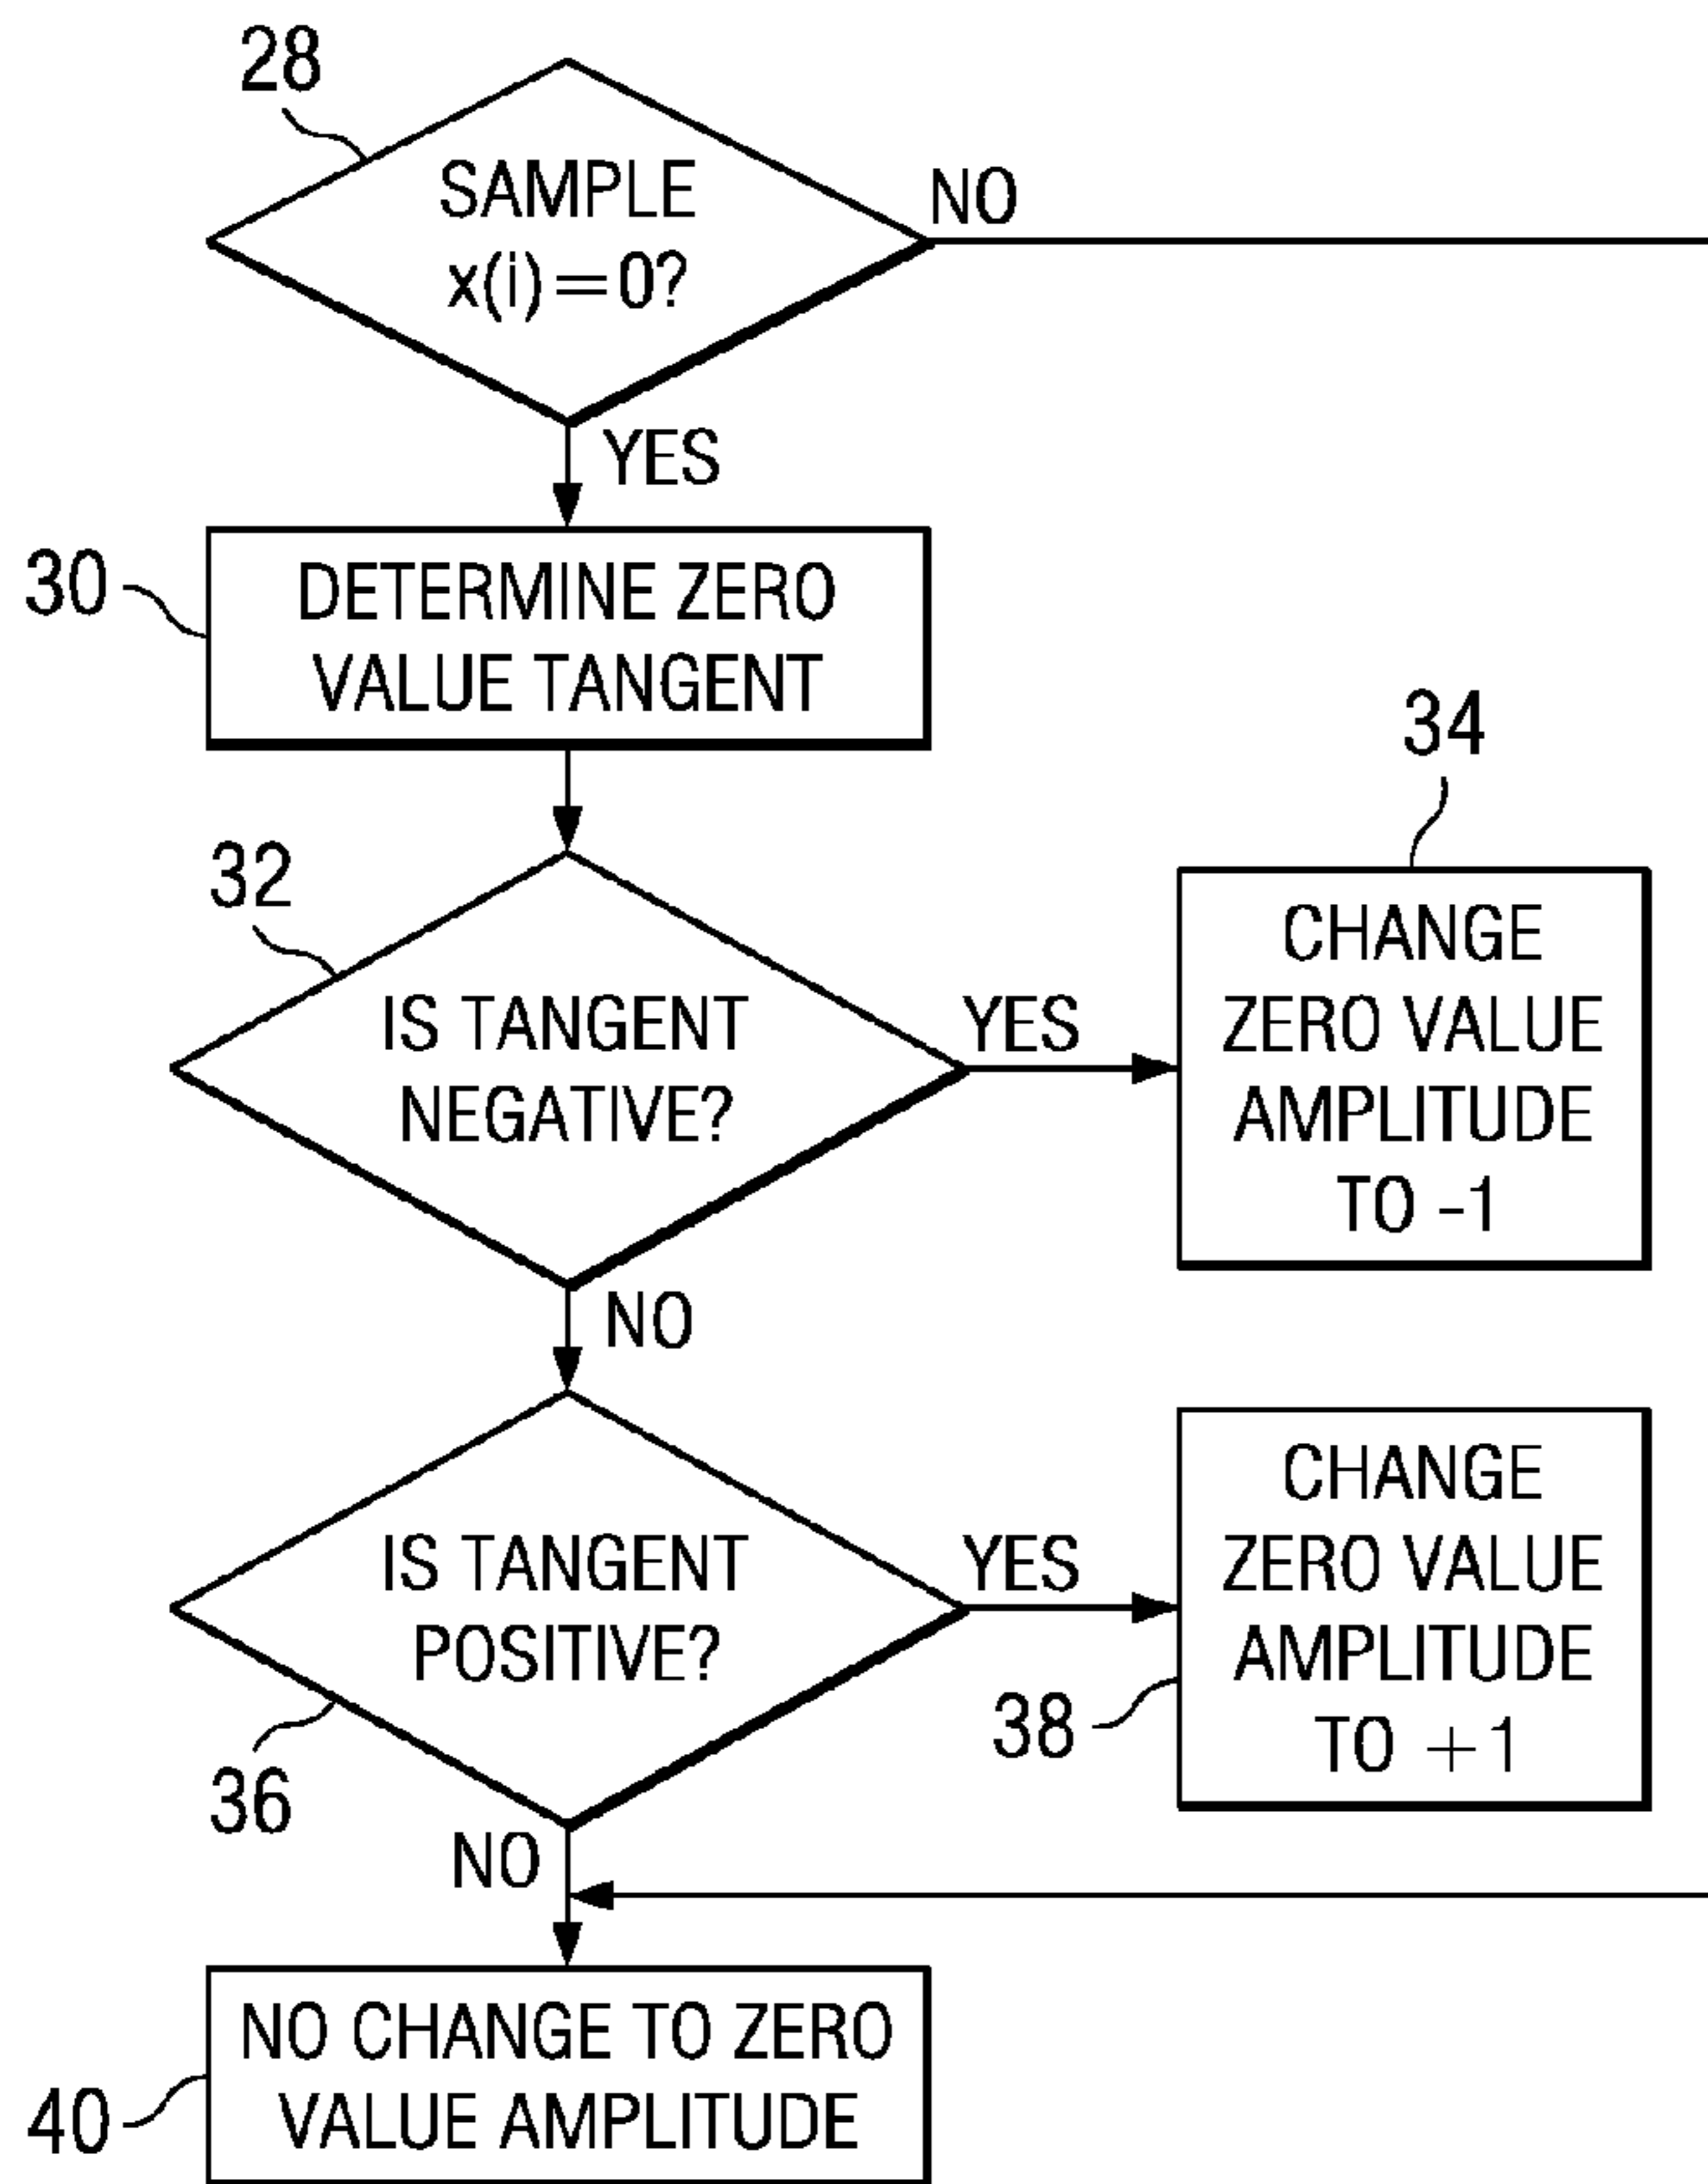 28
SAMPLE
x(i)=0?
NO
YES
30
DETERMINE ZERO
VALUE TANGENT
34
32
IS TANGENT
NEGATIVE?
YES
CHANGE
ZERO VALUE
AMPLITUDE
TO -1
NO
IS TANGENT
POSITIVE?
YES
36
38
CHANGE
ZERO VALUE
AMPLITUDE
TO +1
NO
NO CHANGE TO ZERO
VALUE AMPLITUDE
40